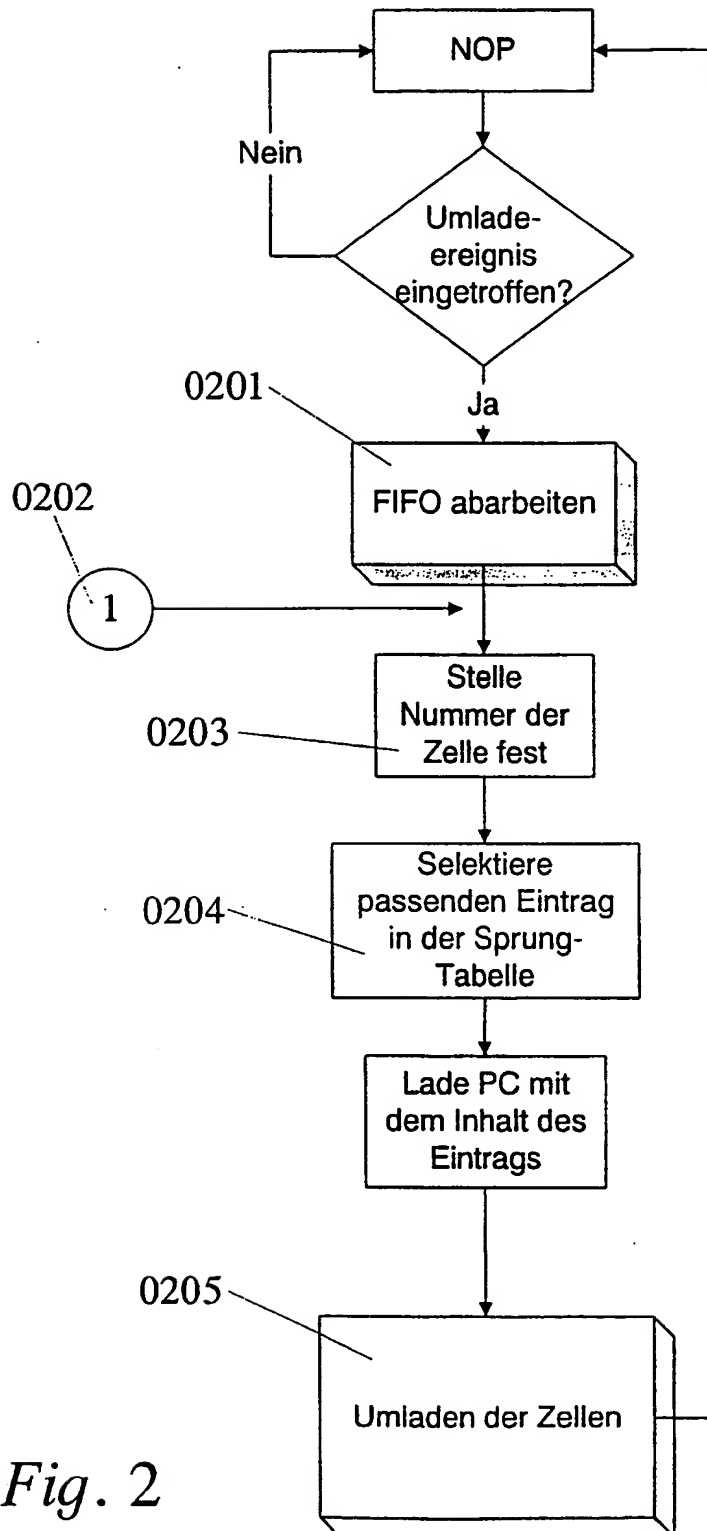 NOP
Nein
Umlade-
ereignis
eingetroffen?
Ja
0201
FIFO abarbeiten
0202
1
Stelle
Nummer der
Zelle fest
0203
Selektiere
passenden Eintrag
in der Sprung-
Tabelle
0204
Lade PC mit
dem Inhalt des
Eintrags
0205
Umladen der Zellen
Fig. 2